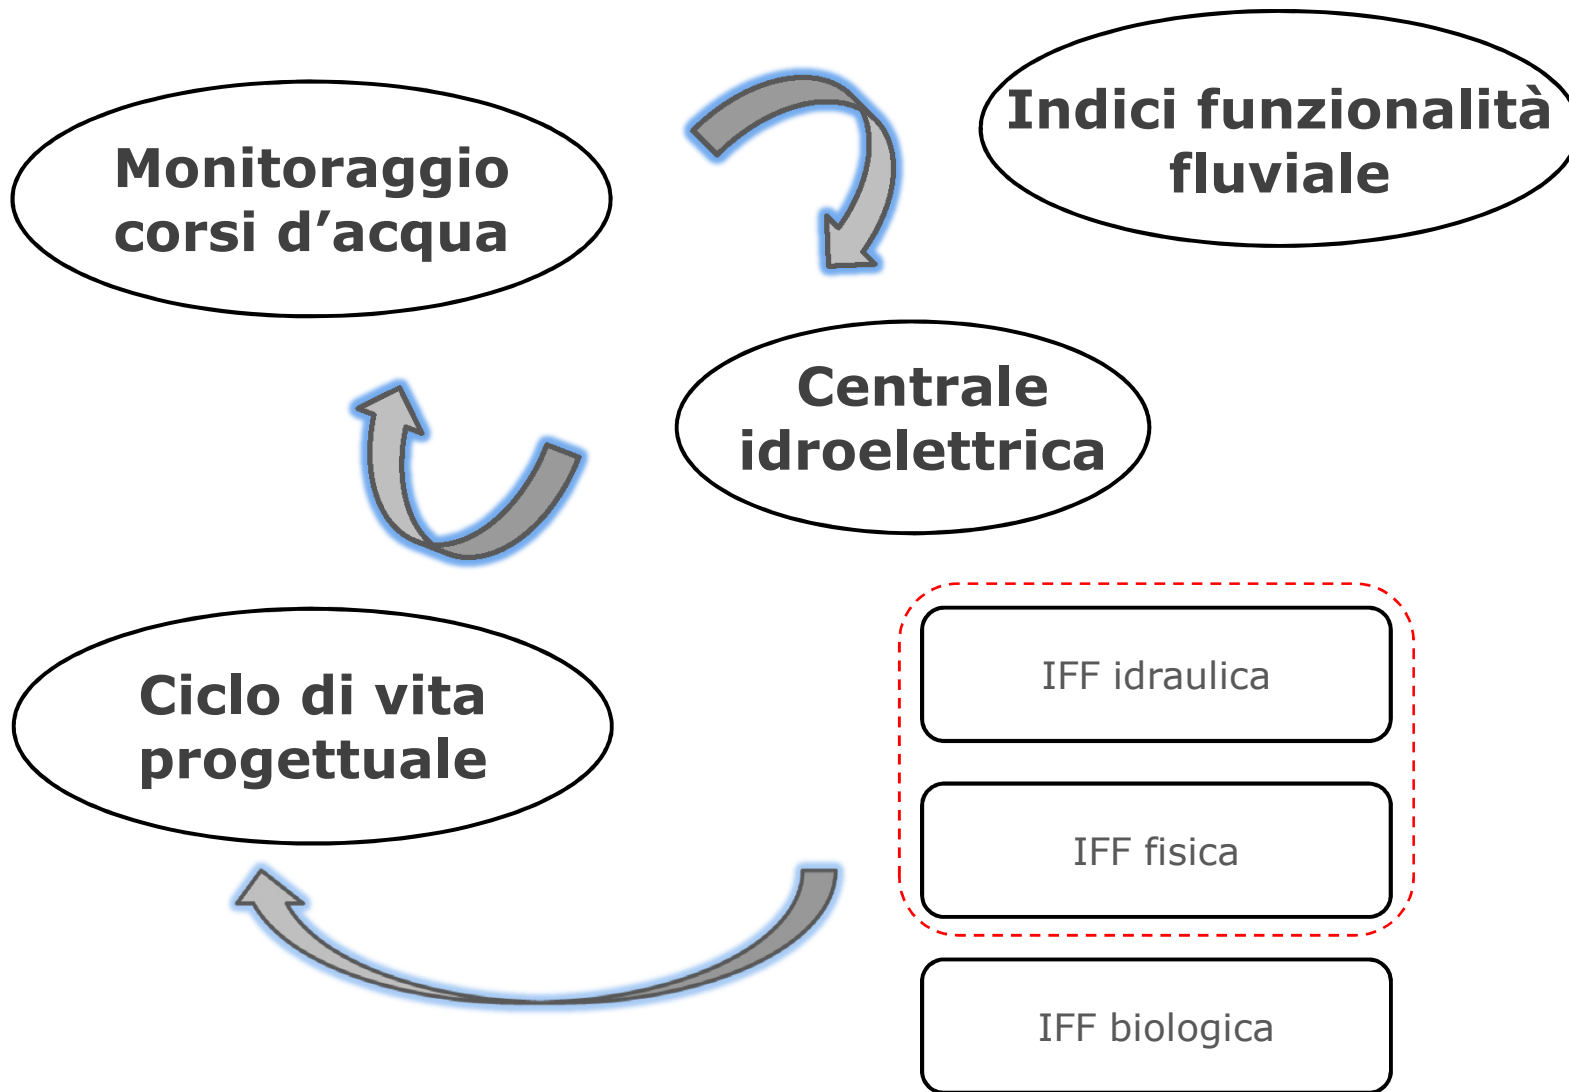 Indici funzionalità
fluviale
Monitoraggio
corsi d’acqua
Centrale
idroelettrica
Ciclo di vita
progettuale
IFF idraulica
IFF fisica
IFF biologica